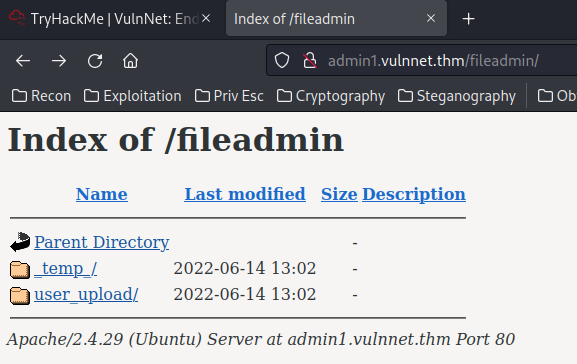 TryHackMe | VulnNet: End
Index of /fileadmin
admin1.vulnnet.thm/fileadmin/
Recon Exploitation Priv Esc Cryptography Steganography Ob
Index of /fileadmin
Name Last modified Size Description
Parent Directory -
_temp_/ 2022-06-14 13:02 -
user_upload/ 2022-06-14 13:02 -
Apache/2.4.29 (Ubuntu) Server at admin1.vulnnet.thm Port 80